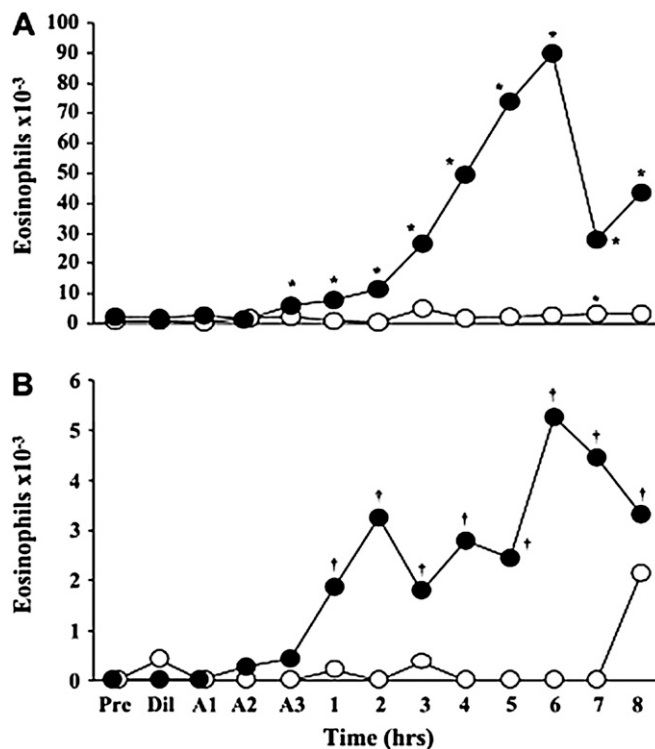 A
Eosinophils x10-3
100
90
80
70
60
50
40
30
20
10
0
* * * * * * * * * *
B
Eosinophils x10-3
6
5
4
3
2
1
0
† † † † † † † †
Pre Dil A1 A2 A3 1 2 3 4 5 6 7 8
Time (hrs)